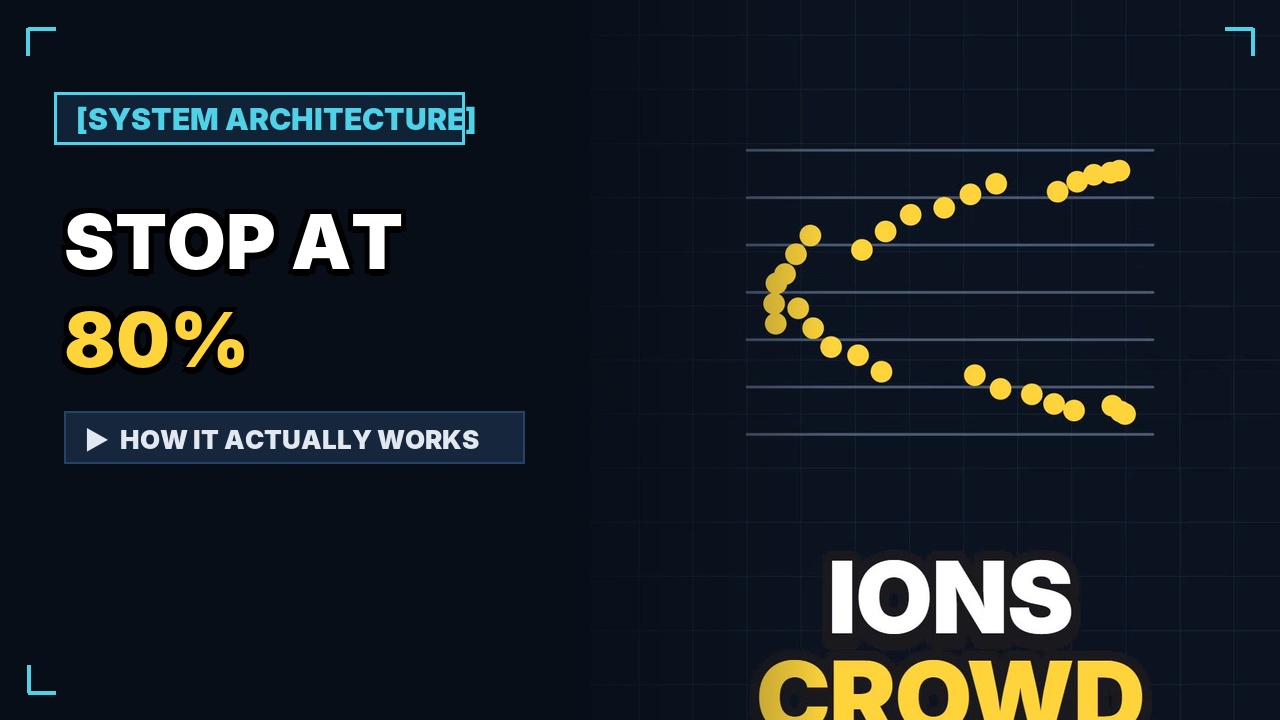 [SYSTEM ARCHITECTURE]
STOP AT
80%
HOW IT ACTUALLY WORKS
IONS
CROWD